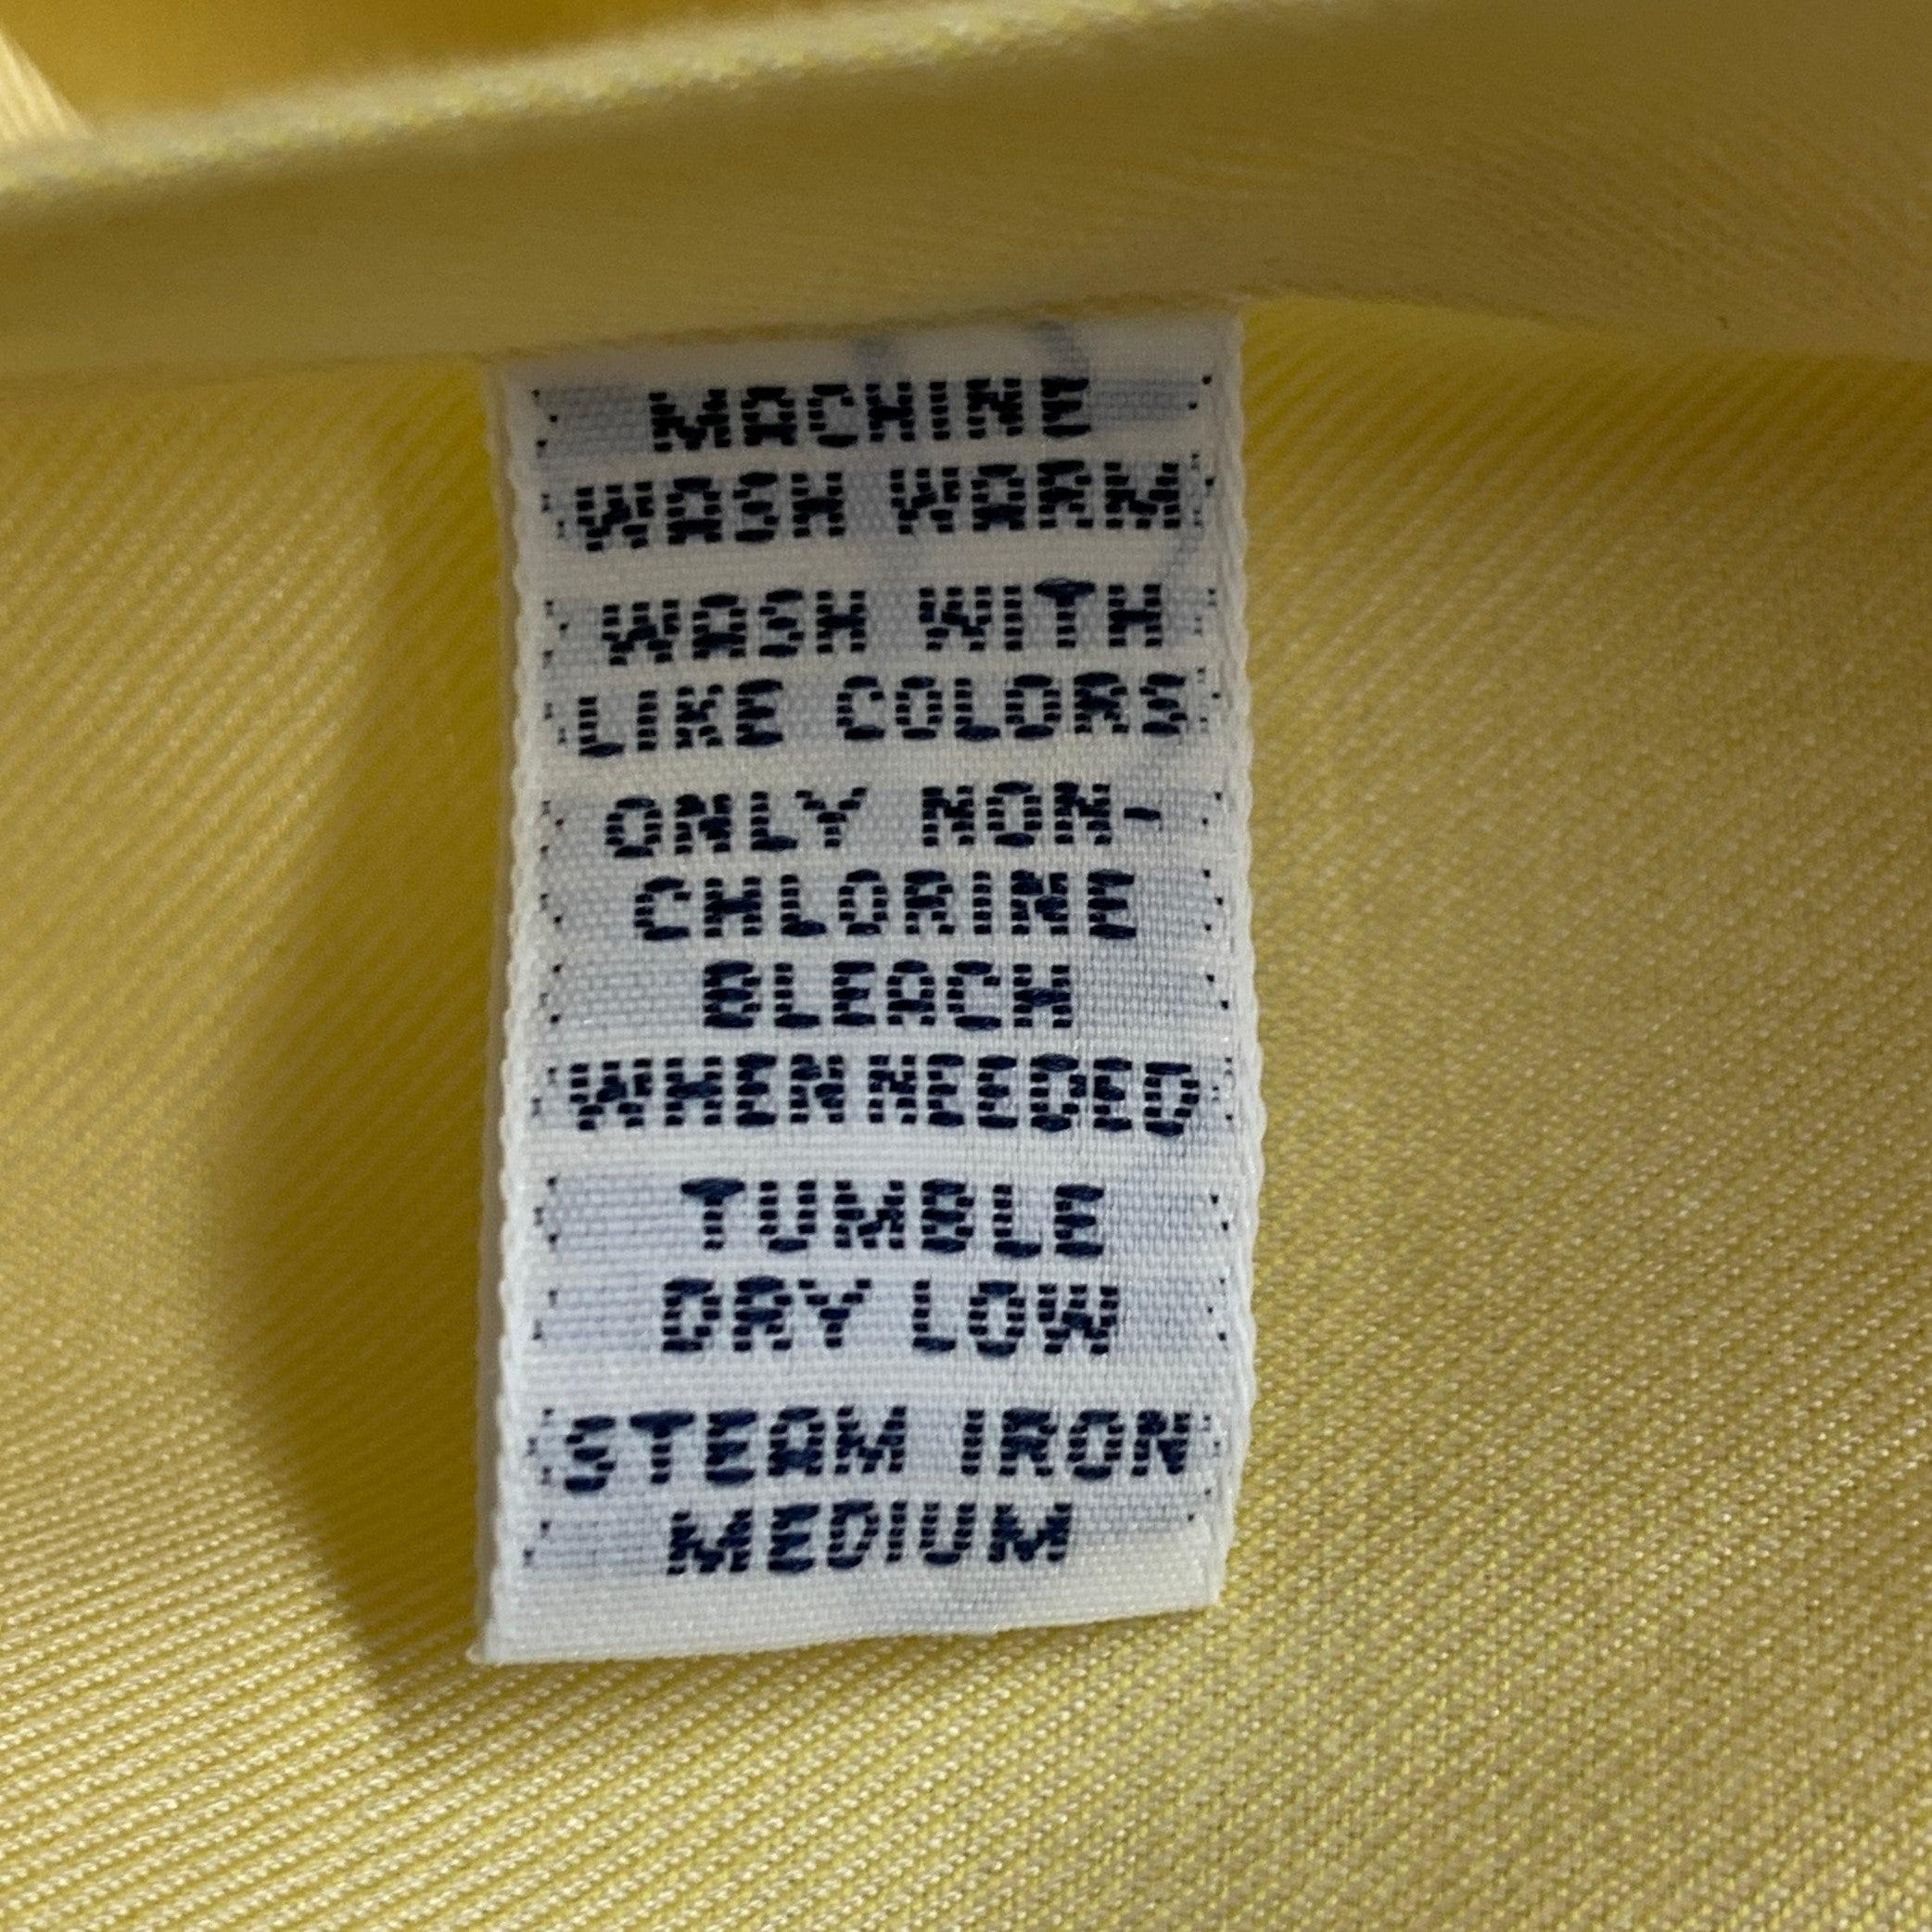 MACHINE
WASH WARM
WASH WITH
LIKE COLORS
ONLY NON-
CHLORINE
BLEACH
WHEN NEEDED
TUMBLE
DRY LOW
STEAM IRON
MEDIUM